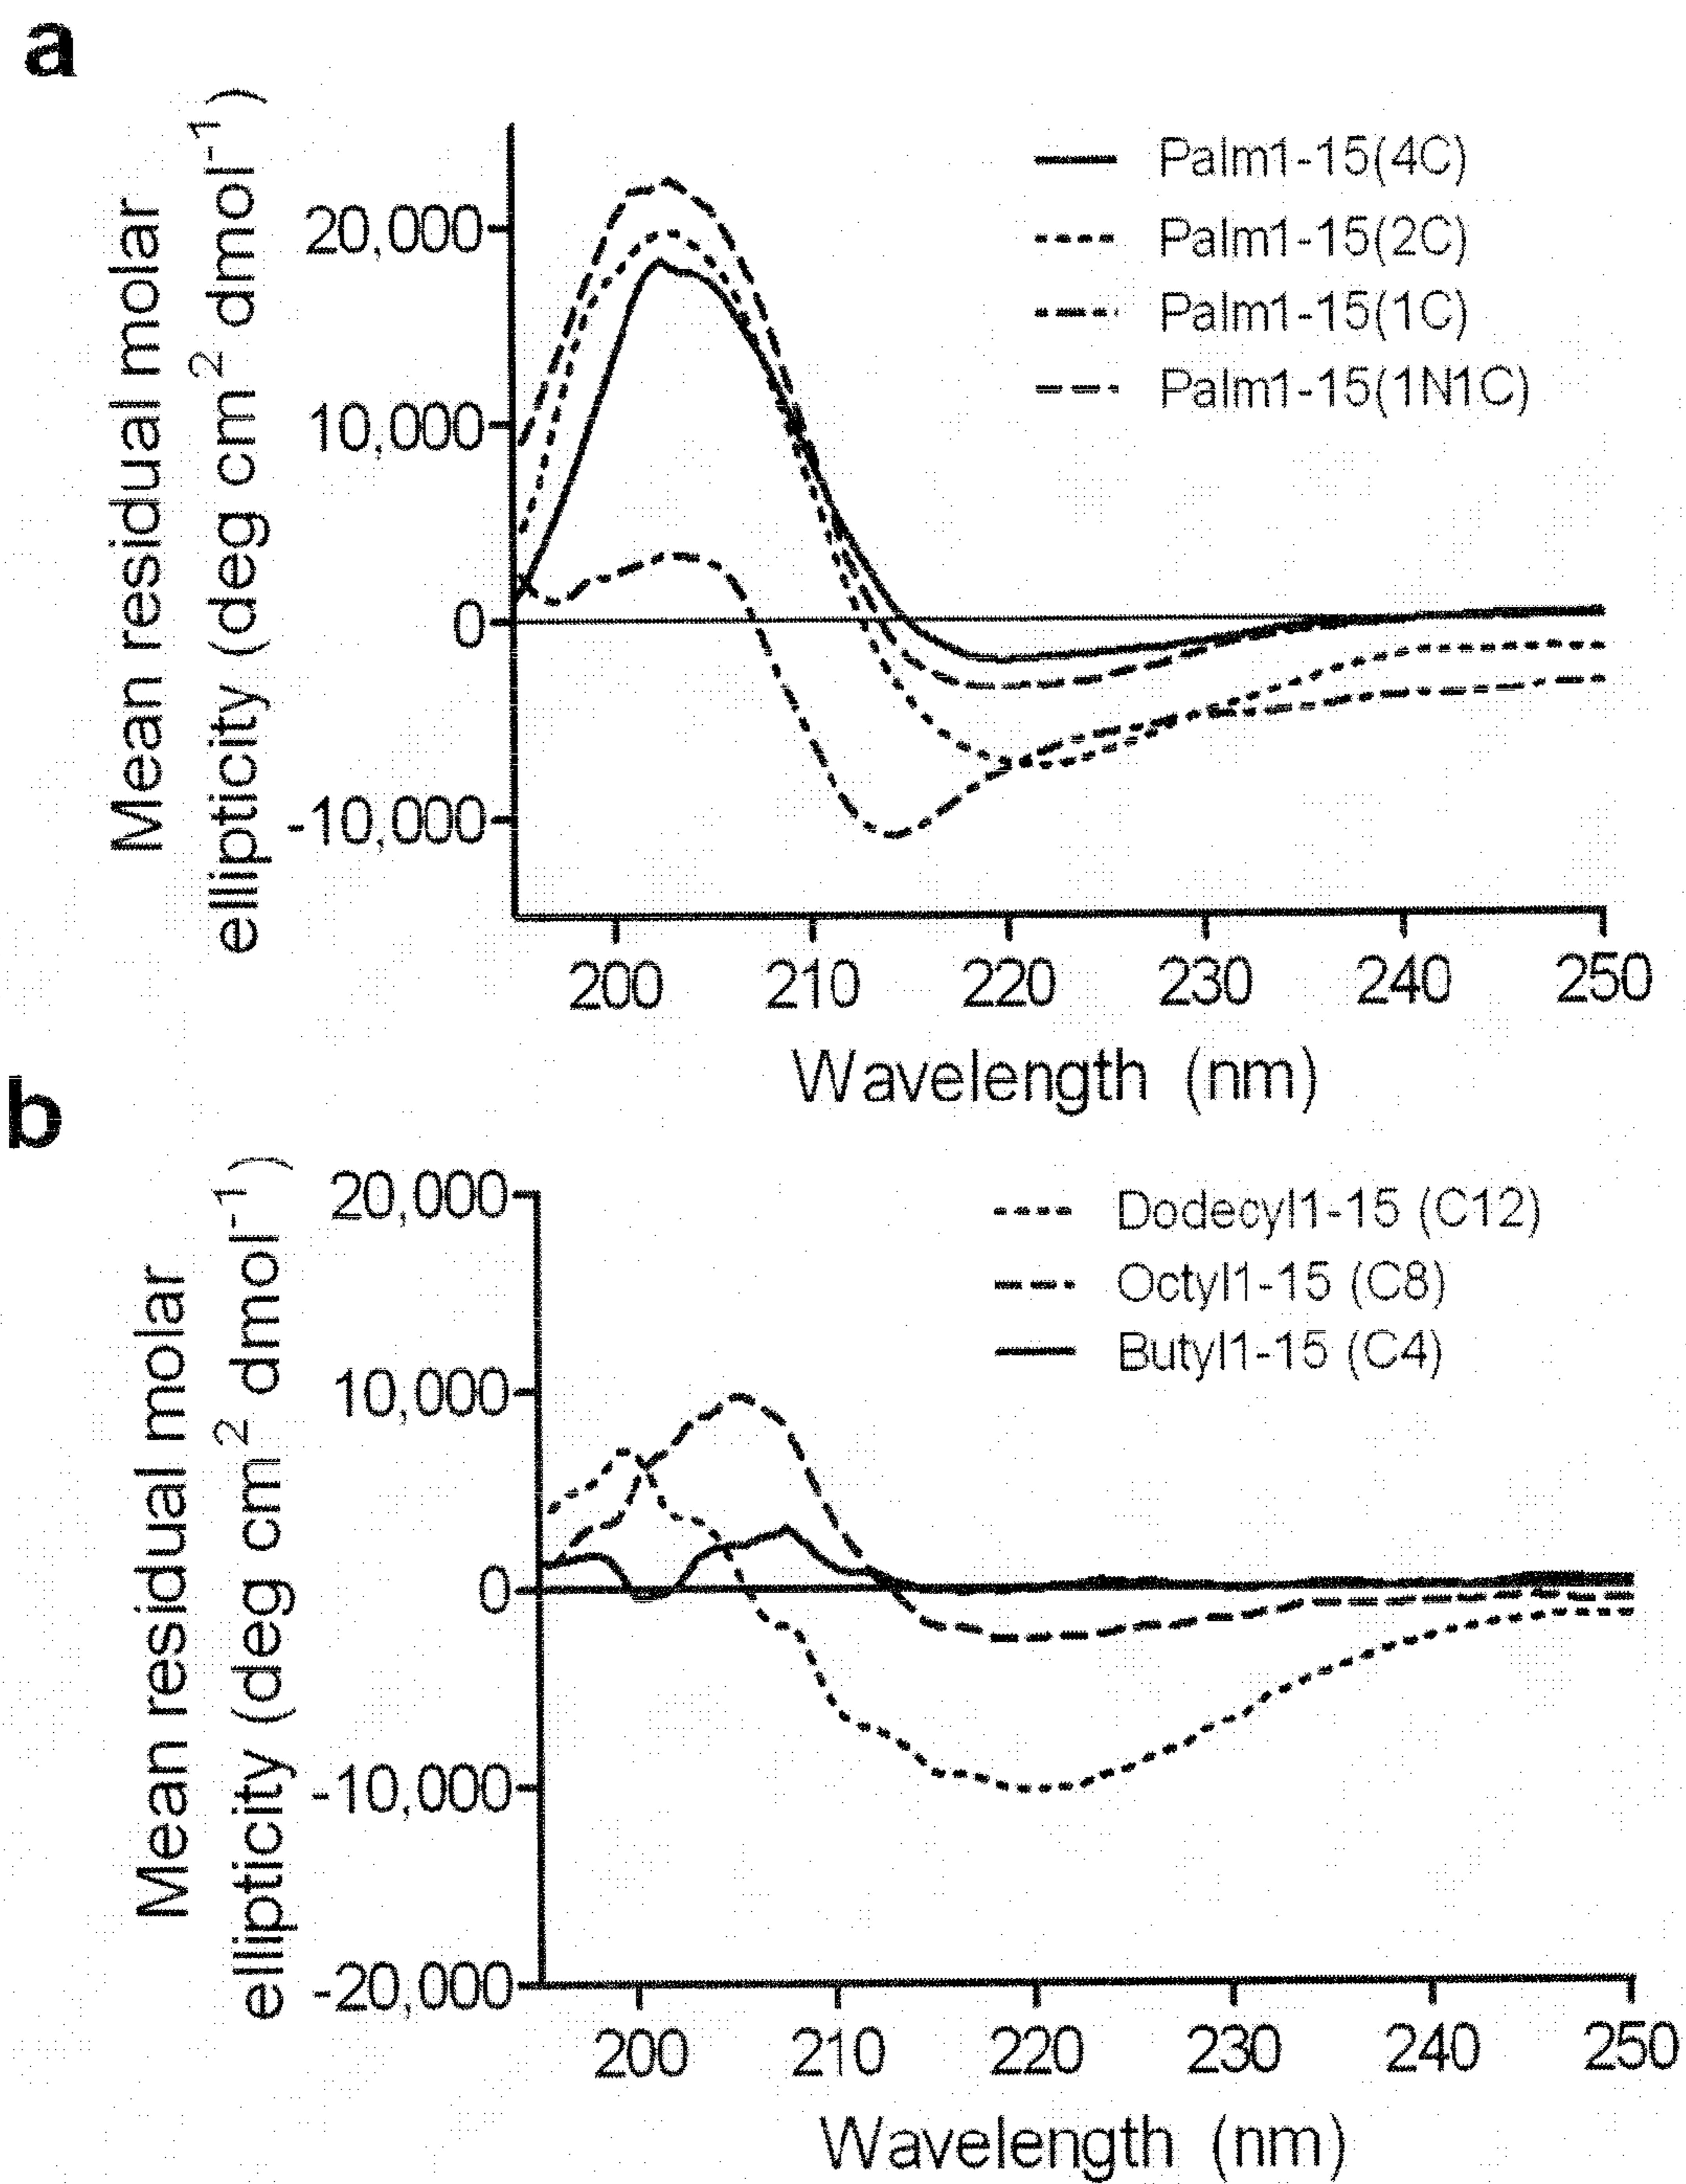 a
Mean residual molar
ellipticity (deg cm² dmol⁻¹)
20,000
10,000
0
-10,000
Palm1-15(4C)
Palm1-15(2C)
Palm1-15(1C)
Palm1-15(1N1C)
200 210 220 230 240 250
Wavelength (nm)
b
Mean residual molar
ellipticity (deg cm² dmol⁻¹)
20,000
10,000
0
-10,000
-20,000
Dodecyl1-15 (C12)
Octyl1-15 (C8)
Butyl1-15 (C4)
200 210 220 230 240 250
Wavelength (nm)